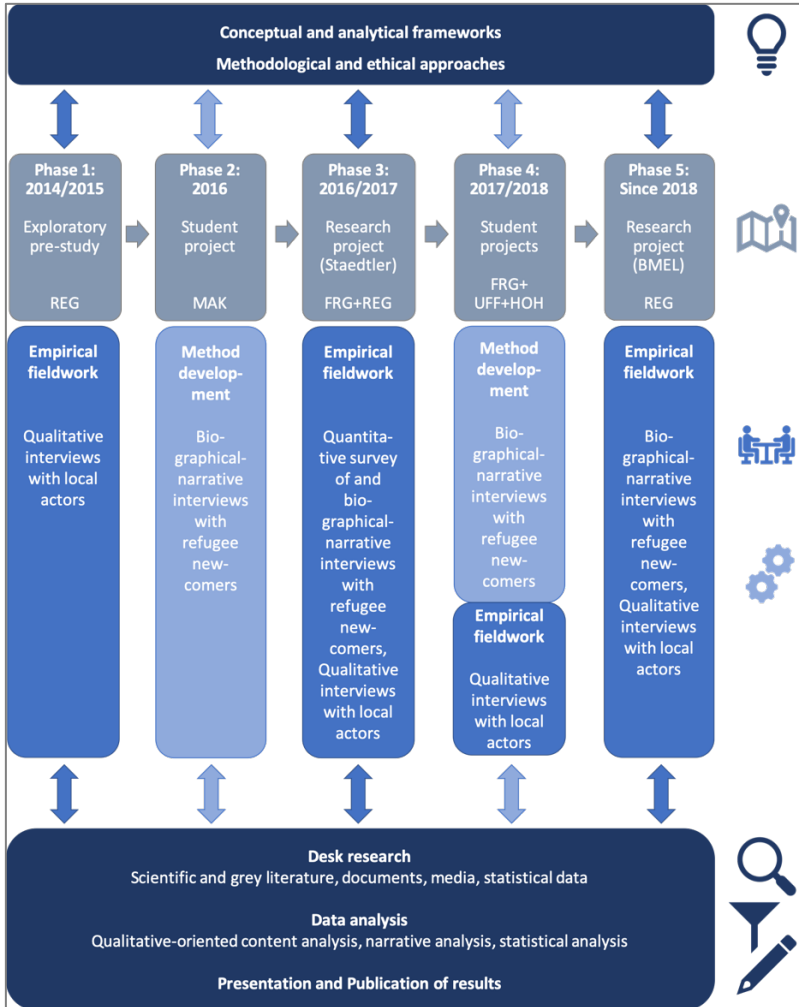 Conceptual and analytical frameworks
Methodological and ethical approaches
Phase 1:
2014/2015
Exploratory
pre-study
REG
Phase 2:
2016
Student
project
MAK
Phase 3:
2016/2017
Research
project
(Staedtler)
FRG+REG
Phase 4:
2017/2018
Student
projects
FRG+
UFF+HOH
Phase 5:
Since 2018
Research
project
(BMEL)
REG
Empirical
fieldwork
Qualitative
interviews
with local
actors
Method
develop-
ment
Bio-
graphical-
narrative
interviews
with
refugee
new-
comers
Empirical
fieldwork
Quantita-
tive survey
of and bio-
graphical-
narrative
interviews
with
refugee
new-
comers,
Qualitative
interviews
with local
actors
Method
develop-
ment
Bio-
graphical-
narrative
interviews
with
refugee
new-
comers
Empirical
fieldwork
Qualitative
interviews
with local
actors
Empirical
fieldwork
Bio-
graphical-
narrative
interviews
with
refugee
new-
comers,
Qualitative
interviews
with local
actors
Desk research
Scientific and grey literature, documents, media, statistical data
Data analysis
Qualitative-oriented content analysis, narrative analysis, statistical analysis
Presentation and Publication of results